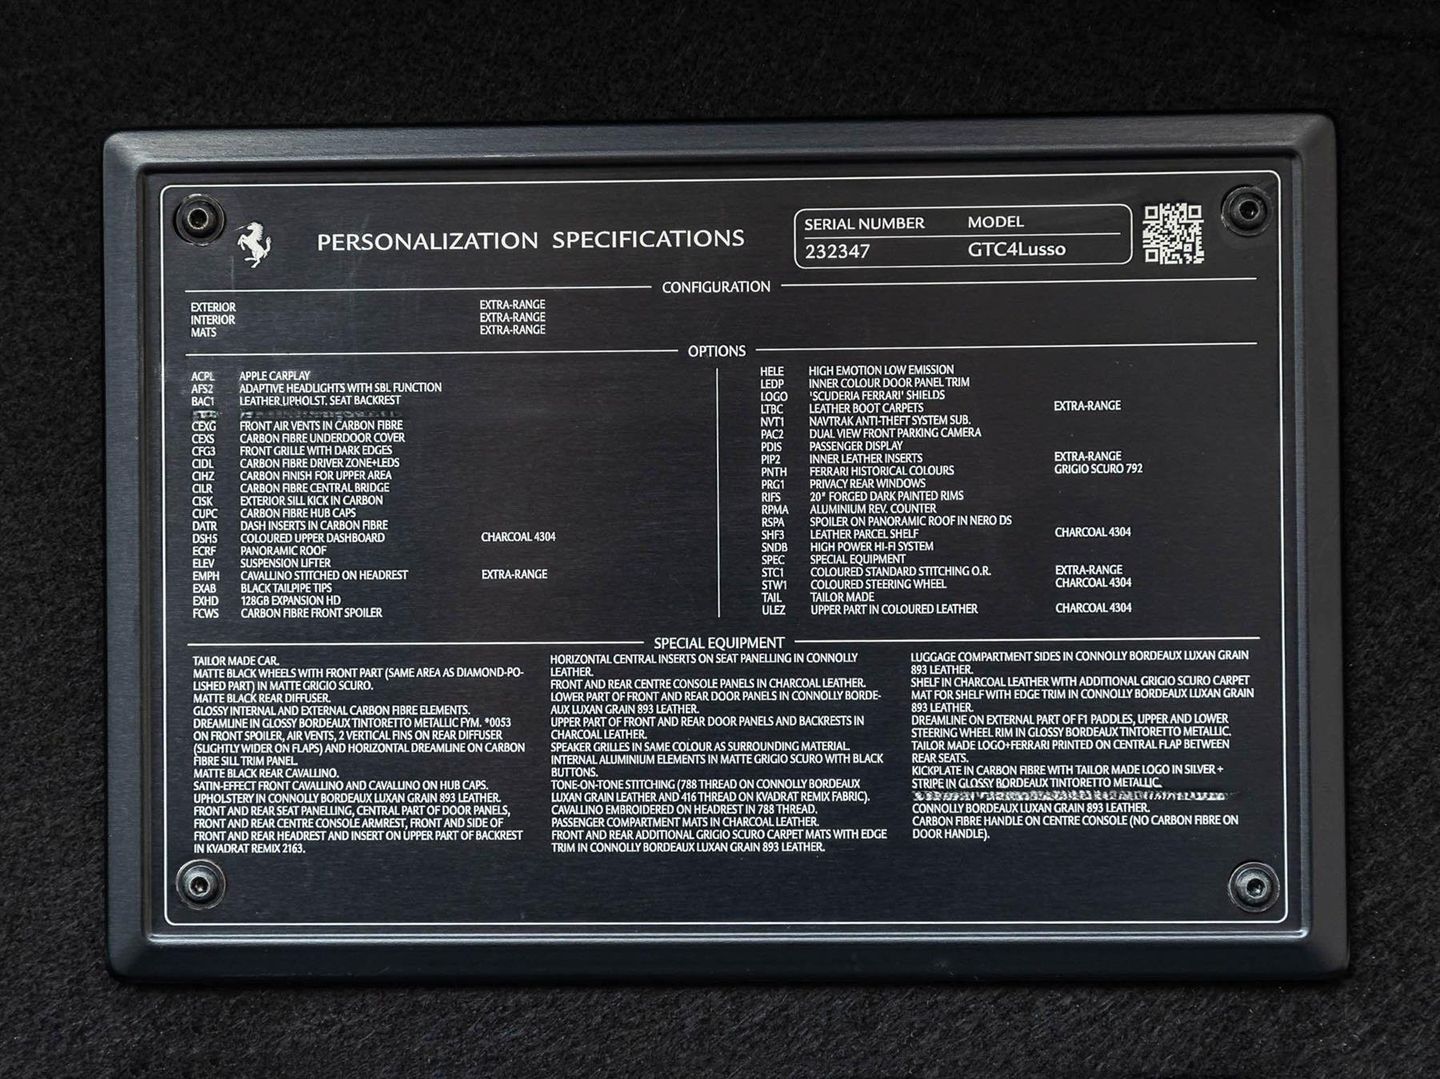 PERSONALIZATION SPECIFICATIONS
SERIAL NUMBER MODEL
232347 GTC4Lusso
CONFIGURATION
EXTERIOR EXTRA-RANGE
INTERIOR EXTRA-RANGE
MATS EXTRA-RANGE
OPTIONS
ACPL APPLE CARPLAY
AFS2 ADAPTIVE HEADLIGHTS WITH SBL FUNCTION
BAC1 LEATHER UPHOLST. SEAT BACKREST
CEXG FRONT AIR VENTS IN CARBON FIBRE
CEXS CARBON FIBRE UNDERDOOR COVER
CFG3 FRONT GRILLE WITH DARK EDGES
CIDL CARBON FIBRE DRIVER ZONE+LEDS
CIHZ CARBON FINISH FOR UPPER AREA
CILR CARBON FIBRE CENTRAL BRIDGE
CISK EXTERIOR SILL KICK IN CARBON
CUPC CARBON FIBRE HUB CAPS
DATR DASH INSERTS IN CARBON FIBRE
DSH5 COLOURED UPPER DASHBOARD CHARCOAL 4304
ECRF PANORAMIC ROOF
ELEV SUSPENSION LIFTER
EMPH CAVALLINO STITCHED ON HEADREST EXTRA-RANGE
EXAB BLACK TAILPIPE TIPS
EXHD 128GB EXPANSION HD
FCWS CARBON FIBRE FRONT SPOILER
HELE HIGH EMOTION LOW EMISSION
LEDP INNER COLOUR DOOR PANEL TRIM
LOGO 'SCUDERIA FERRARI' SHIELDS
LTBC LEATHER BOOT CARPETS EXTRA-RANGE
NVT1 NAVTRAK ANTI-THEFT SYSTEM SUB.
PAC2 DUAL VIEW FRONT PARKING CAMERA
PDIS PASSENGER DISPLAY
PIP2 INNER LEATHER INSERTS EXTRA-RANGE
PNTH FERRARI HISTORICAL COLOURS GRIGIO SCURO 792
PRG1 PRIVACY REAR WINDOWS
RIFS 20" FORGED DARK PAINTED RIMS
RPMA ALUMINIUM REV. COUNTER
RSPA SPOILER ON PANORAMIC ROOF IN NERO DS
SHF3 LEATHER PARCEL SHELF CHARCOAL 4304
SNDB HIGH POWER HI-FI SYSTEM
SPEC SPECIAL EQUIPMENT
STC1 COLOURED STANDARD STITCHING O.R. EXTRA-RANGE
STW1 COLOURED STEERING WHEEL CHARCOAL 4304
TAIL TAILOR MADE
ULEZ UPPER PART IN COLOURED LEATHER CHARCOAL 4304
SPECIAL EQUIPMENT
TAILOR MADE CAR.
MATTE BLACK WHEELS WITH FRONT PART (SAME AREA AS DIAMOND-PO-
LISHED PART) IN MATTE GRIGIO SCURO.
MATTE BLACK REAR DIFFUSER.
GLOSSY INTERNAL AND EXTERNAL CARBON FIBRE ELEMENTS.
DREAMLINE IN GLOSSY BORDEAUX TINTORETTO METALLIC FYM. *0053
ON FRONT SPOILER, AIR VENTS, 2 VERTICAL FINS ON REAR DIFFUSER
(SLIGHTLY WIDER ON FLAPS) AND HORIZONTAL DREAMLINE ON CARBON
FIBRE SILL TRIM PANEL.
MATTE BLACK REAR CAVALLINO.
SATIN-EFFECT FRONT CAVALLINO AND CAVALLINO ON HUB CAPS.
UPHOLSTERY IN CONNOLLY BORDEAUX LUXAN GRAIN 893 LEATHER.
FRONT AND REAR SEAT PANELLING, CENTRAL PART OF DOOR PANELS,
FRONT AND REAR CENTRE CONSOLE ARMREST, FRONT AND SIDE OF
FRONT AND REAR HEADREST AND INSERT ON UPPER PART OF BACKREST
IN KVADRAT REMIX 2163.
HORIZONTAL CENTRAL INSERTS ON SEAT PANELLING IN CONNOLLY
LEATHER.
FRONT AND REAR CENTRE CONSOLE PANELS IN CHARCOAL LEATHER.
LOWER PART OF FRONT AND REAR DOOR PANELS IN CONNOLLY BORDE-
AUX LUXAN GRAIN 893 LEATHER.
UPPER PART OF FRONT AND REAR DOOR PANELS AND BACKRESTS IN
CHARCOAL LEATHER.
SPEAKER GRILLES IN SAME COLOUR AS SURROUNDING MATERIAL.
INTERNAL ALUMINIUM ELEMENTS IN MATTE GRIGIO SCURO WITH BLACK
BUTTONS.
TONE-ON-TONE STITCHING (788 THREAD ON CONNOLLY BORDEAUX
LUXAN GRAIN LEATHER AND 416 THREAD ON KVADRAT REMIX FABRIC).
CAVALLINO EMBROIDERED ON HEADREST IN 788 THREAD.
PASSENGER COMPARTMENT MATS IN CHARCOAL LEATHER.
FRONT AND REAR ADDITIONAL GRIGIO SCURO CARPET MATS WITH EDGE
TRIM IN CONNOLLY BORDEAUX LUXAN GRAIN 893 LEATHER.
LUGGAGE COMPARTMENT SIDES IN CONNOLLY BORDEAUX LUXAN GRAIN
893 LEATHER.
SHELF IN CHARCOAL LEATHER WITH ADDITIONAL GRIGIO SCURO CARPET
MAT FOR SHELF WITH EDGE TRIM IN CONNOLLY BORDEAUX LUXAN GRAIN
893 LEATHER.
DREAMLINE ON EXTERNAL PART OF F1 PADDLES, UPPER AND LOWER
STEERING WHEEL RIM IN GLOSSY BORDEAUX TINTORETTO METALLIC.
TAILOR MADE LOGO+FERRARI PRINTED ON CENTRAL FLAP BETWEEN
REAR SEATS.
KICKPLATE IN CARBON FIBRE WITH TAILOR MADE LOGO IN SILVER +
STRIPE IN GLOSSY BORDEAUX TINTORETTO METALLIC.
CONNOLLY BORDEAUX LUXAN GRAIN 893 LEATHER.
CARBON FIBRE HANDLE ON CENTRE CONSOLE (NO CARBON FIBRE ON
DOOR HANDLE).